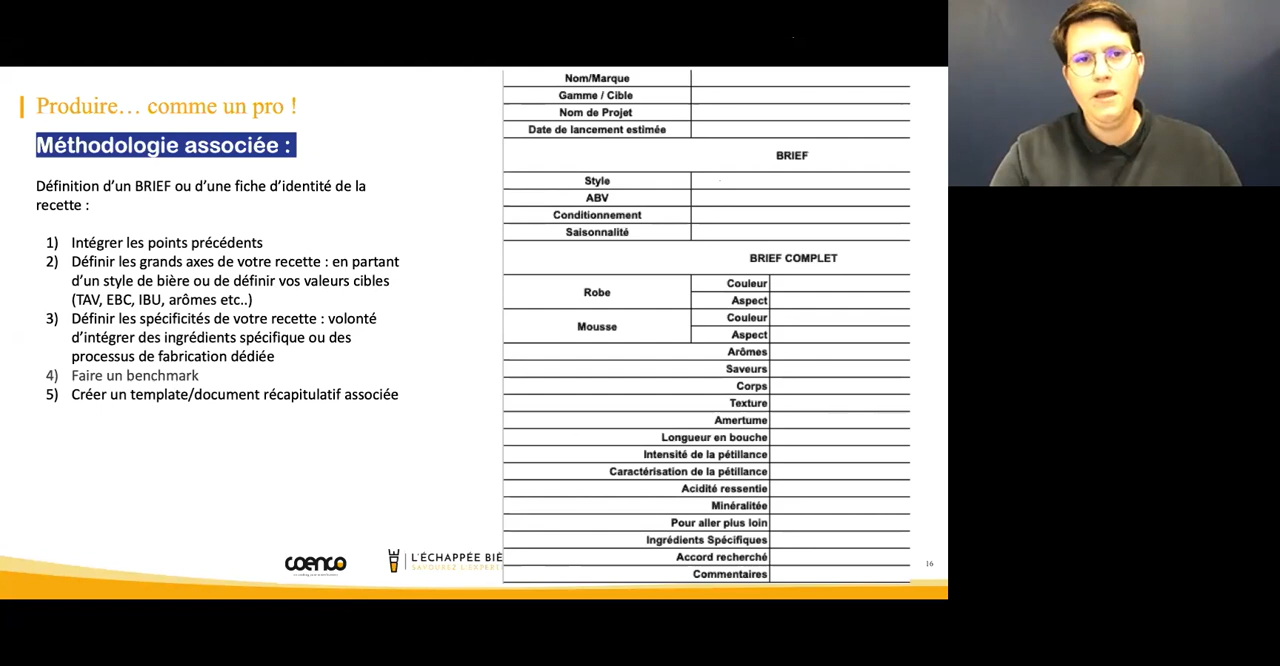 Produire… comme un pro !
Méthodologie associée :
Définition d’un BRIEF ou d’une fiche d’identité de la
recette :
1) Intégrer les points précédents
2) Définir les grands axes de votre recette : en partant
d’un style de bière ou de définir vos valeurs cibles
(TAV, EBC, IBU, arômes etc..)
3) Définir les spécificités de votre recette : volonté
d’intégrer des ingrédients spécifique ou des
processus de fabrication dédiée
4) Faire un benchmark
5) Créer un template/document récapitulatif associée
Nom/Marque
Gamme / Cible
Nom de Projet
Date de lancement estimée
BRIEF
Style
ABV
Conditionnement
Saisonnalité
BRIEF COMPLET
Robe
Couleur
Aspect
Mousse
Couleur
Aspect
Arômes
Saveurs
Corps
Texture
Amertume
Longueur en bouche
Intensité de la pétillance
Caractérisation de la pétillance
Acidité ressentie
Minéralitée
Pour aller plus loin
Ingrédients Spécifiques
Accord recherché
Commentaires
coenco
L'ÉCHAPPÉE BIÈ
SAVOUREZ L'EXPERI
16